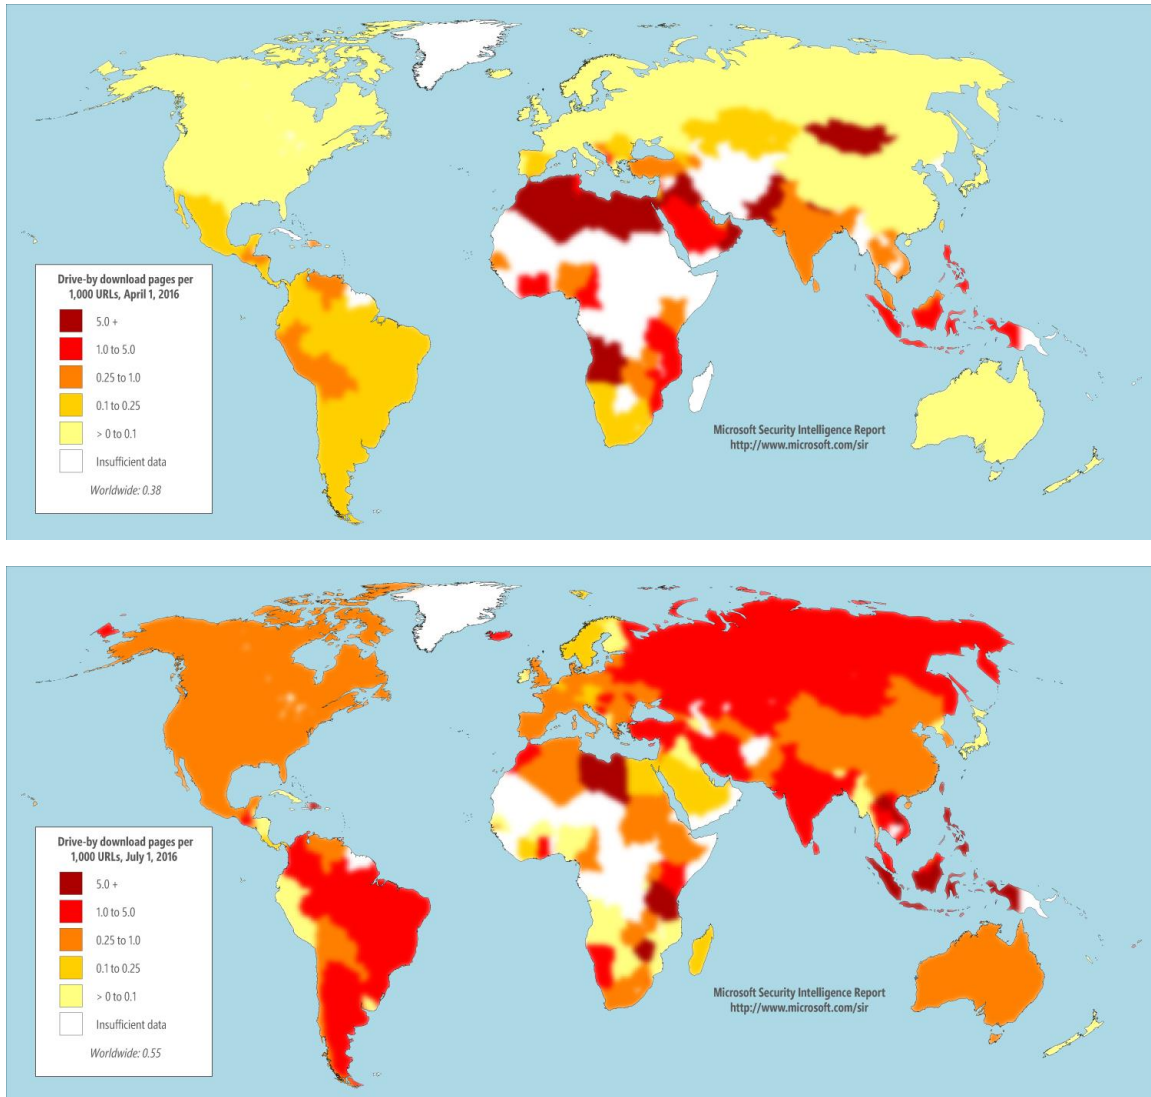 Drive-by download pages per
1,000 URLs, April 1, 2016
5.0 +
1.0 to 5.0
0.25 to 1.0
0.1 to 0.25
> 0 to 0.1
Insufficient data
Worldwide: 0.38
Microsoft Security Intelligence Report
http://www.microsoft.com/sir
Drive-by download pages per
1,000 URLs, July 1, 2016
5.0 +
1.0 to 5.0
0.25 to 1.0
0.1 to 0.25
> 0 to 0.1
Insufficient data
Worldwide: 0.55
Microsoft Security Intelligence Report
http://www.microsoft.com/sir